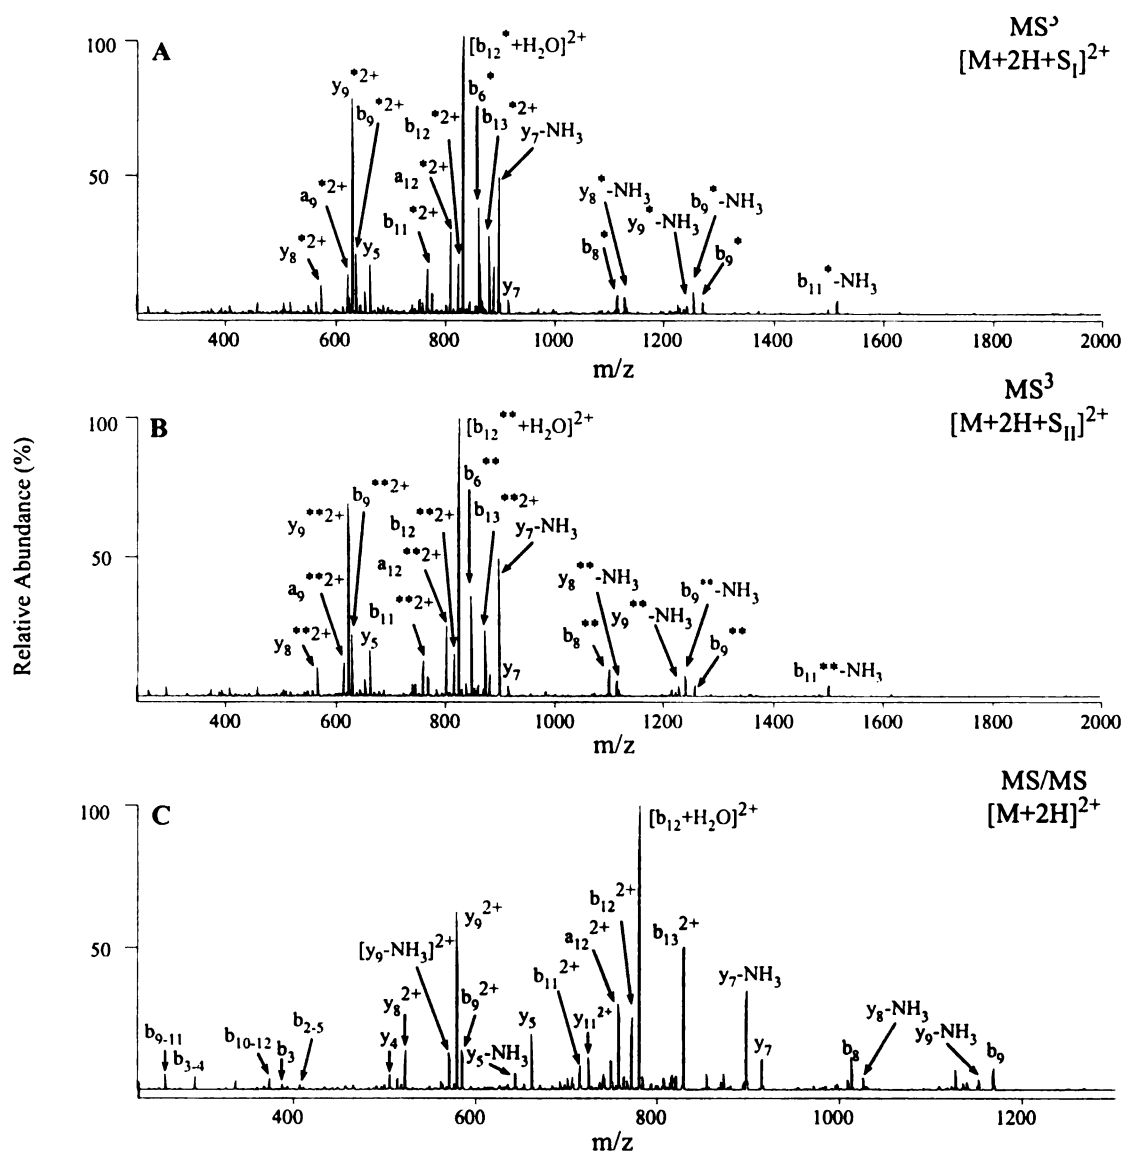 MS³
[M+2H+S_I]²⁺
A
100
50
[b₁₂*+H₂O]²⁺
y₉*²⁺
b₉*²⁺
b₆*
b₁₂*²⁺
b₁₃*²⁺
y₇-NH₃
a₁₂*²⁺
a₉*²⁺
b₁₁*²⁺
y₈*²⁺
y₅
y₇
y₈*-NH₃
b₉*-NH₃
y₉*-NH₃
b₈*
b₉*
b₁₁*-NH₃
400 600 800 1000 1200 1400 1600 1800 2000
m/z
MS³
[M+2H+S_II]²⁺
B
100
50
Relative Abundance (%)
[b₁₂**+H₂O]²⁺
b₆**
b₉**²⁺
y₉**²⁺
b₁₂**²⁺
b₁₃**²⁺
y₇-NH₃
a₁₂**²⁺
a₉**²⁺
b₁₁**²⁺
y₈**²⁺
y₅
y₇
y₈**-NH₃
b₉**-NH₃
y₉**-NH₃
b₈**
b₉**
b₁₁**-NH₃
400 600 800 1000 1200 1400 1600 1800 2000
m/z
MS/MS
[M+2H]²⁺
C
100
50
[b₁₂+H₂O]²⁺
b₁₂²⁺
y₉²⁺
a₁₂²⁺
b₁₃²⁺
[y₉-NH₃]²⁺
b₁₁²⁺
y₇-NH₃
y₈²⁺
b₉²⁺
y₅
y₁₁²⁺
y₈-NH₃
b₉₋₁₁
b₃₋₄
b₁₀₋₁₂
b₃
b₂₋₅
y₄
y₅-NH₃
y₇
b₈
y₉-NH₃
b₉
400 600 800 1000 1200
m/z